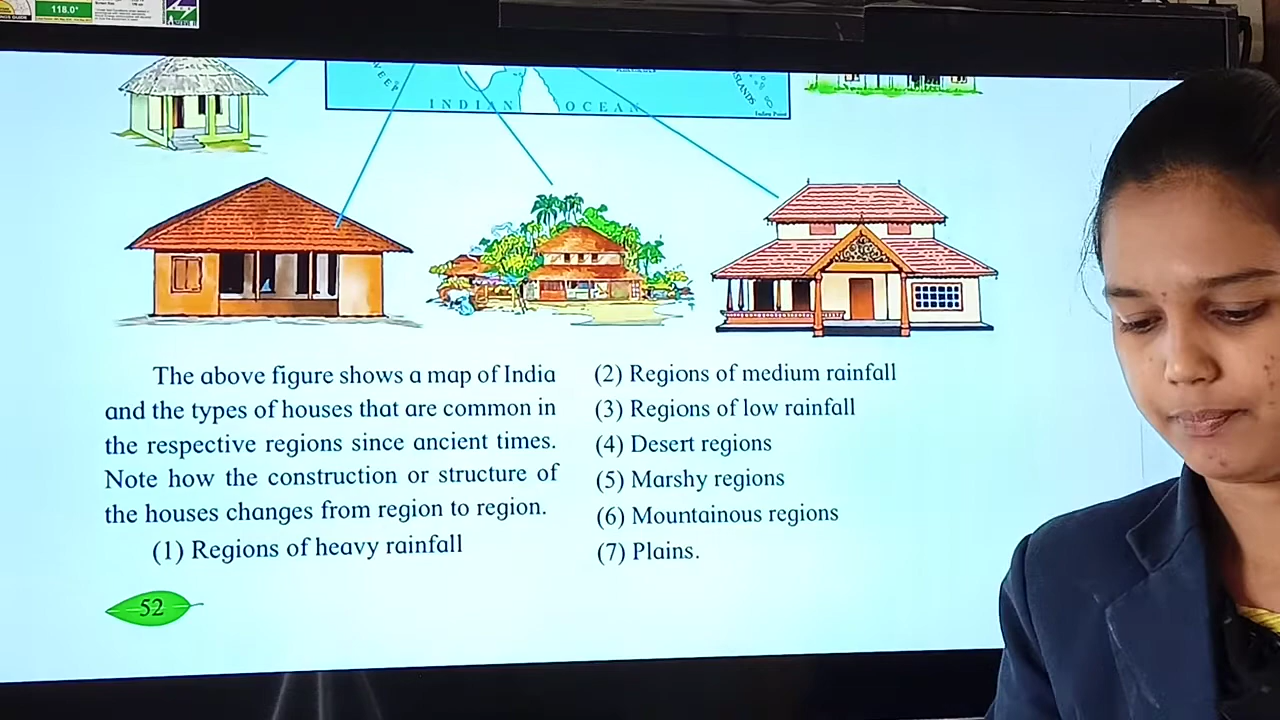 118.0"
INDIAN OCEAN
ISLANDS
Indira Point
The above figure shows a map of India
and the types of houses that are common in
the respective regions since ancient times.
Note how the construction or structure of
the houses changes from region to region.
(1) Regions of heavy rainfall
52
(2) Regions of medium rainfall
(3) Regions of low rainfall
(4) Desert regions
(5) Marshy regions
(6) Mountainous regions
(7) Plains.